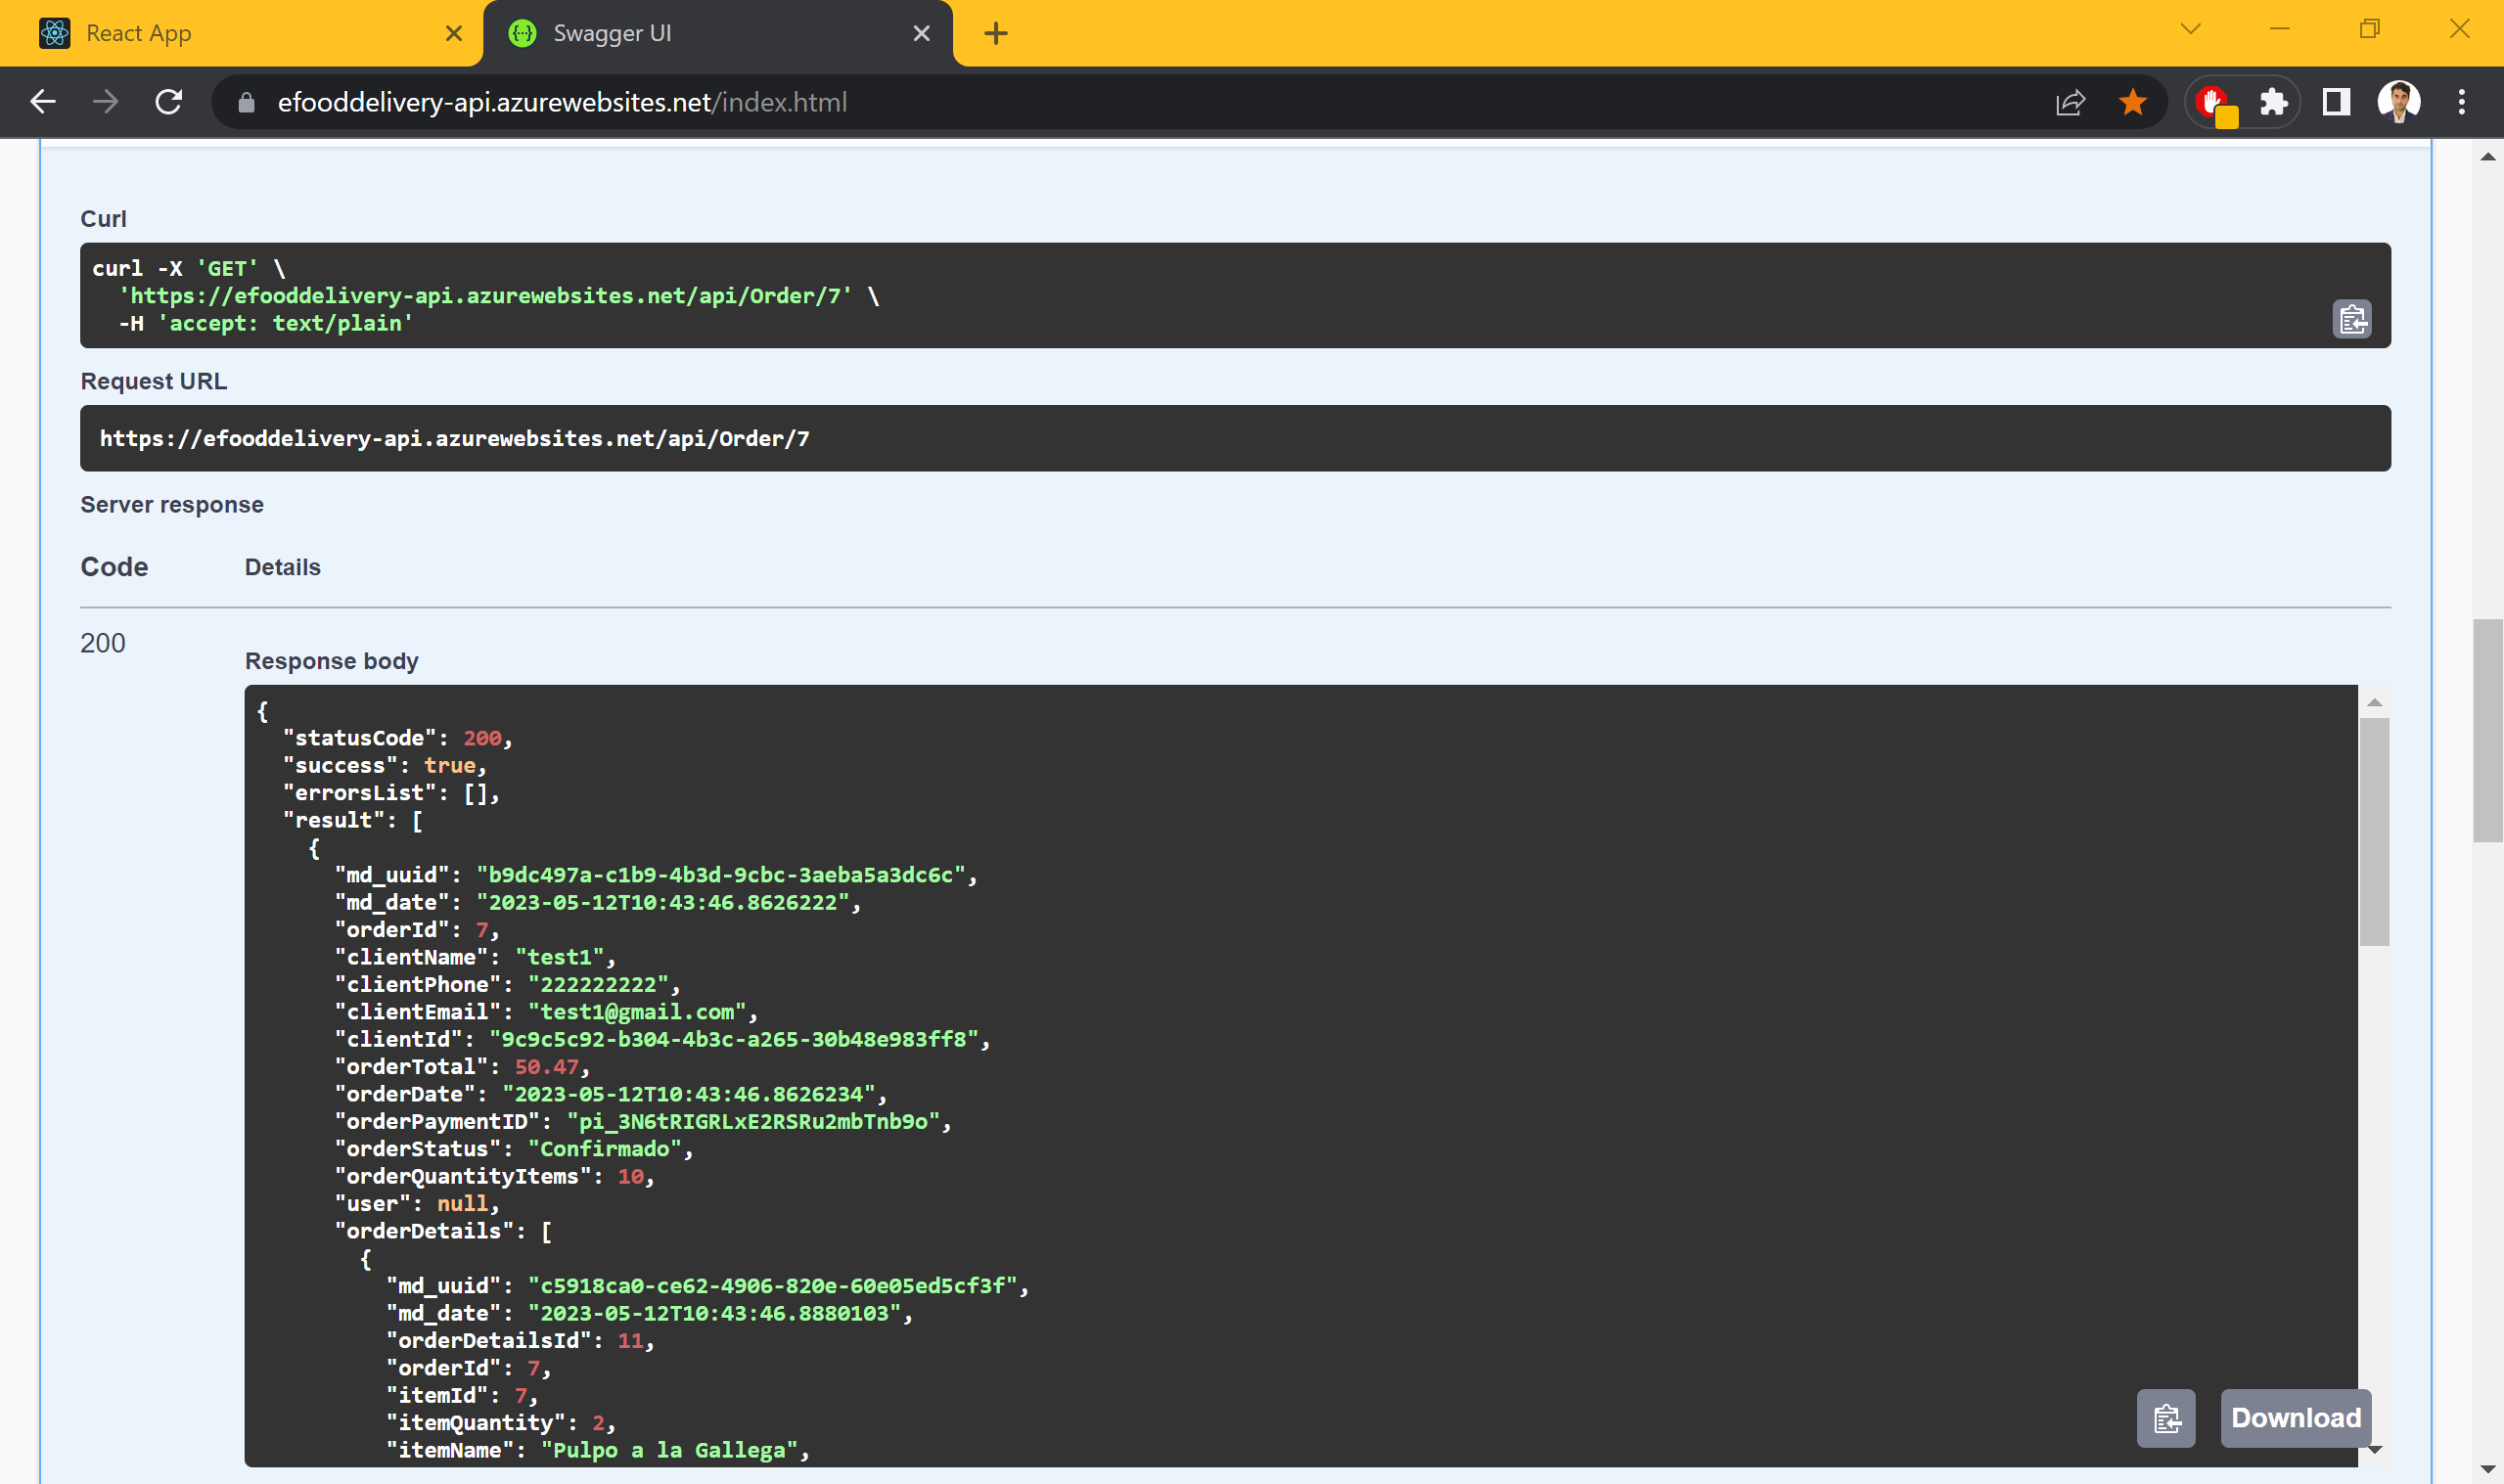 React App
Swagger UI
efooddelivery-api.azurewebsites.net/index.html
Curl
curl -X 'GET' \
'https://efooddelivery-api.azurewebsites.net/api/Order/7' \
-H 'accept: text/plain'
Request URL
https://efooddelivery-api.azurewebsites.net/api/Order/7
Server response
Code Details
200
Response body
{
"statusCode": 200,
"success": true,
"errorsList": [],
"result": [
{
"md_uuid": "b9dc497a-c1b9-4b3d-9cbc-3aeba5a3dc6c",
"md_date": "2023-05-12T10:43:46.8626222",
"orderId": 7,
"clientName": "test1",
"clientPhone": "222222222",
"clientEmail": "test1@gmail.com",
"clientId": "9c9c5c92-b304-4b3c-a265-30b48e983ff8",
"orderTotal": 50.47,
"orderDate": "2023-05-12T10:43:46.8626234",
"orderPaymentID": "pi_3N6tRIGRLxE2RSRu2mbTnb9o",
"orderStatus": "Confirmado",
"orderQuantityItems": 10,
"user": null,
"orderDetails": [
{
"md_uuid": "c5918ca0-ce62-4906-820e-60e05ed5cf3f",
"md_date": "2023-05-12T10:43:46.8880103",
"orderDetailsId": 11,
"orderId": 7,
"itemId": 7,
"itemQuantity": 2,
"itemName": "Pulpo a la Gallega",
Download